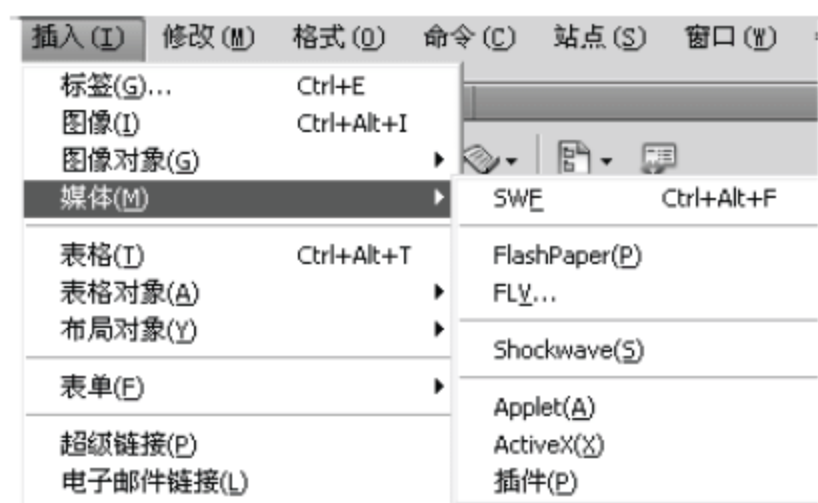 插入(I) 修改(M) 格式(O) 命令(C) 站点(S) 窗口(W)
标签(G)... Ctrl+E
图像(I) Ctrl+Alt+I
图像对象(G)
媒体(M)
表格(T) Ctrl+Alt+T
表格对象(A)
布局对象(Y)
表单(F)
超级链接(P)
电子邮件链接(L)
SWF Ctrl+Alt+F
FlashPaper(P)
FLV...
Shockwave(S)
Applet(A)
ActiveX(X)
插件(P)